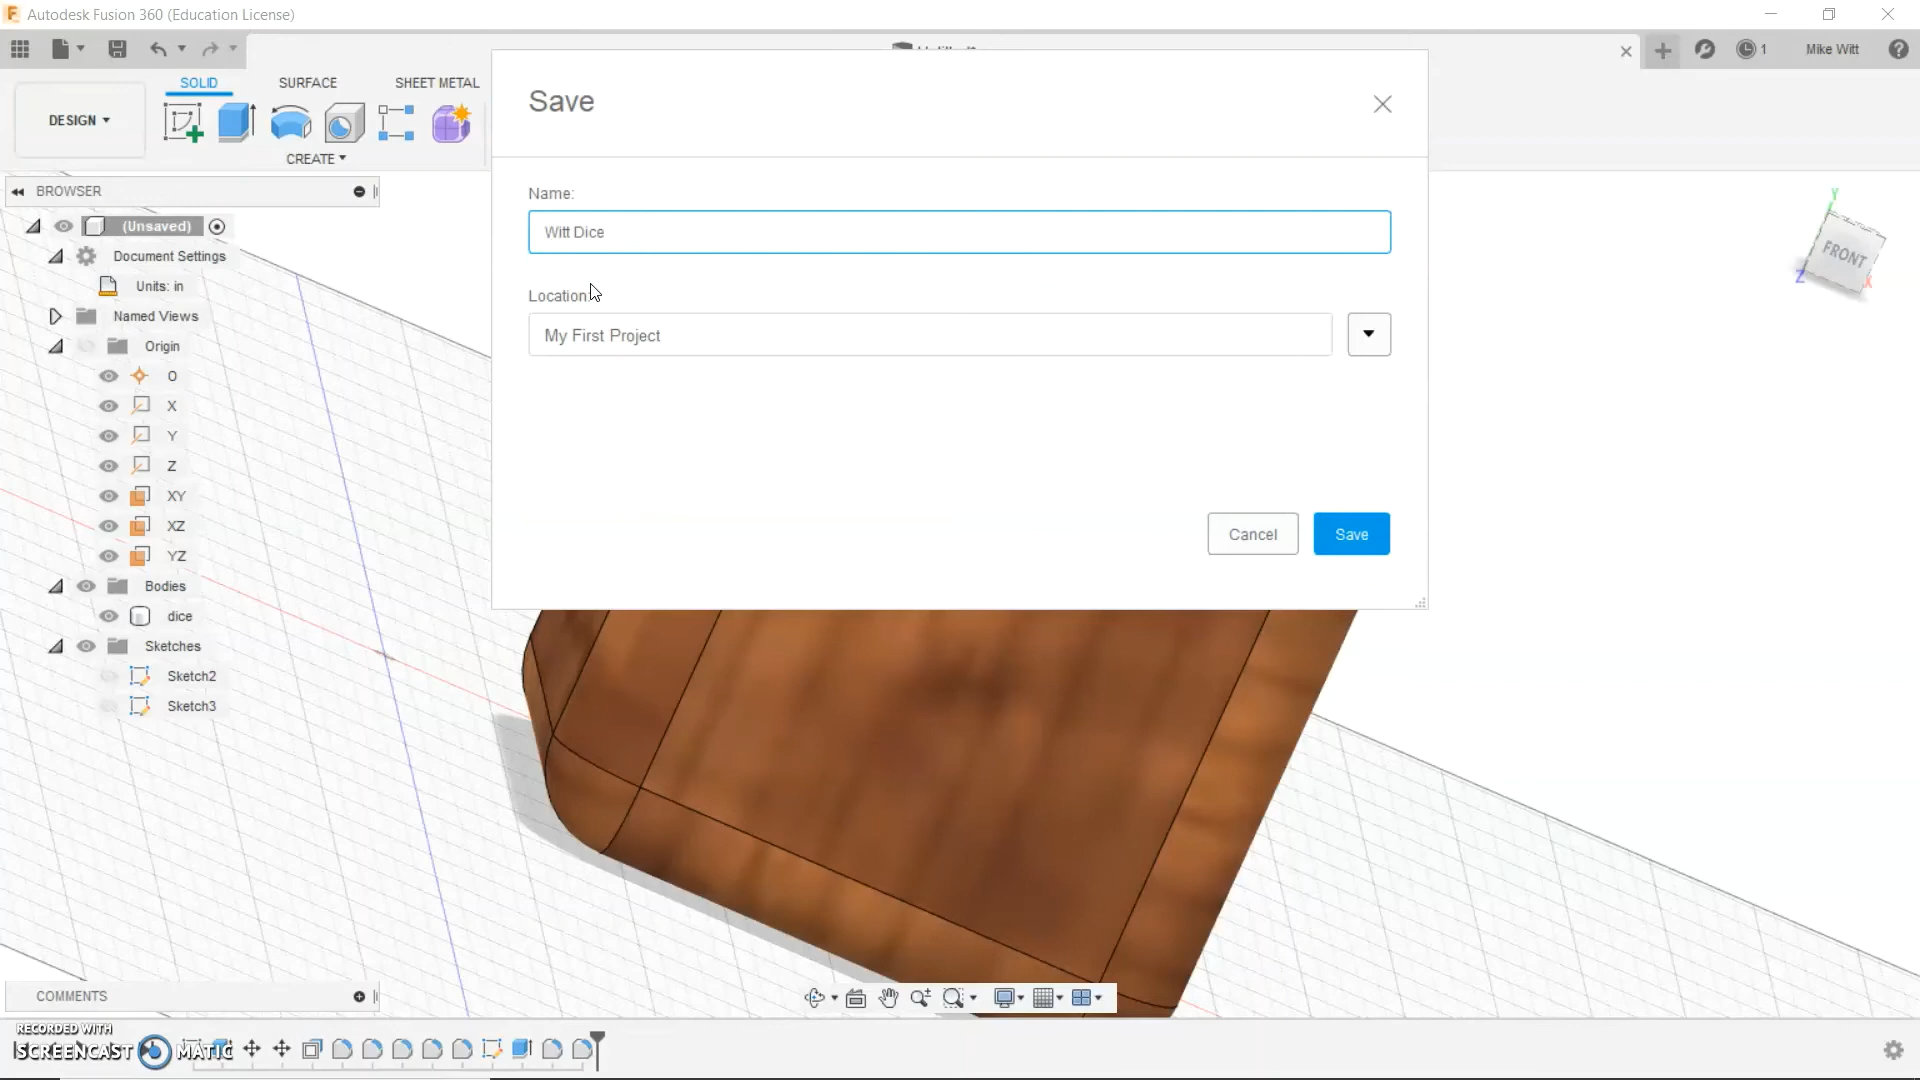 Autodesk Fusion 360 (Education License)
1
Mike Witt
SOLID
SURFACE
SHEET METAL
DESIGN
CREATE
Save
Name:
Witt Dice
Location:
My First Project
Cancel
Save
BROWSER
(Unsaved)
Document Settings
Units: in
Named Views
Origin
O
X
Y
Z
XY
XZ
YZ
Bodies
dice
Sketches
Sketch2
Sketch3
Y
FRONT
Z
X
COMMENTS
RECORDED WITH
SCREENCAST MATIC